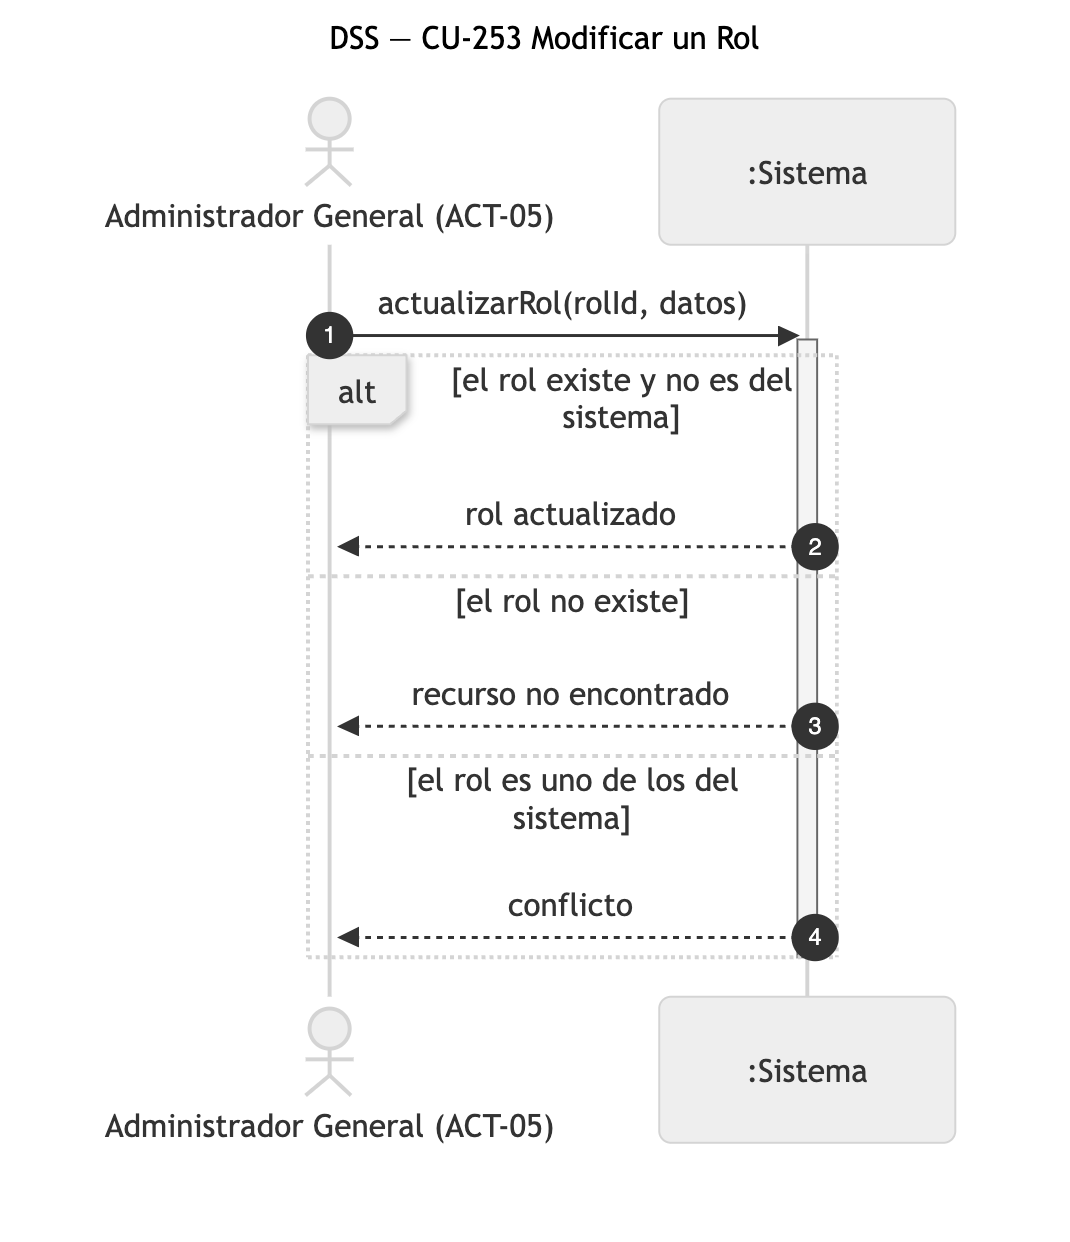 DSS — CU-253 Modificar un Rol
Administrador General (ACT-05)
:Sistema
actualizarRol(rolId, datos)
1
alt
[el rol existe y no es del
sistema]
rol actualizado
2
[el rol no existe]
recurso no encontrado
3
[el rol es uno de los del
sistema]
conflicto
4
Administrador General (ACT-05)
:Sistema